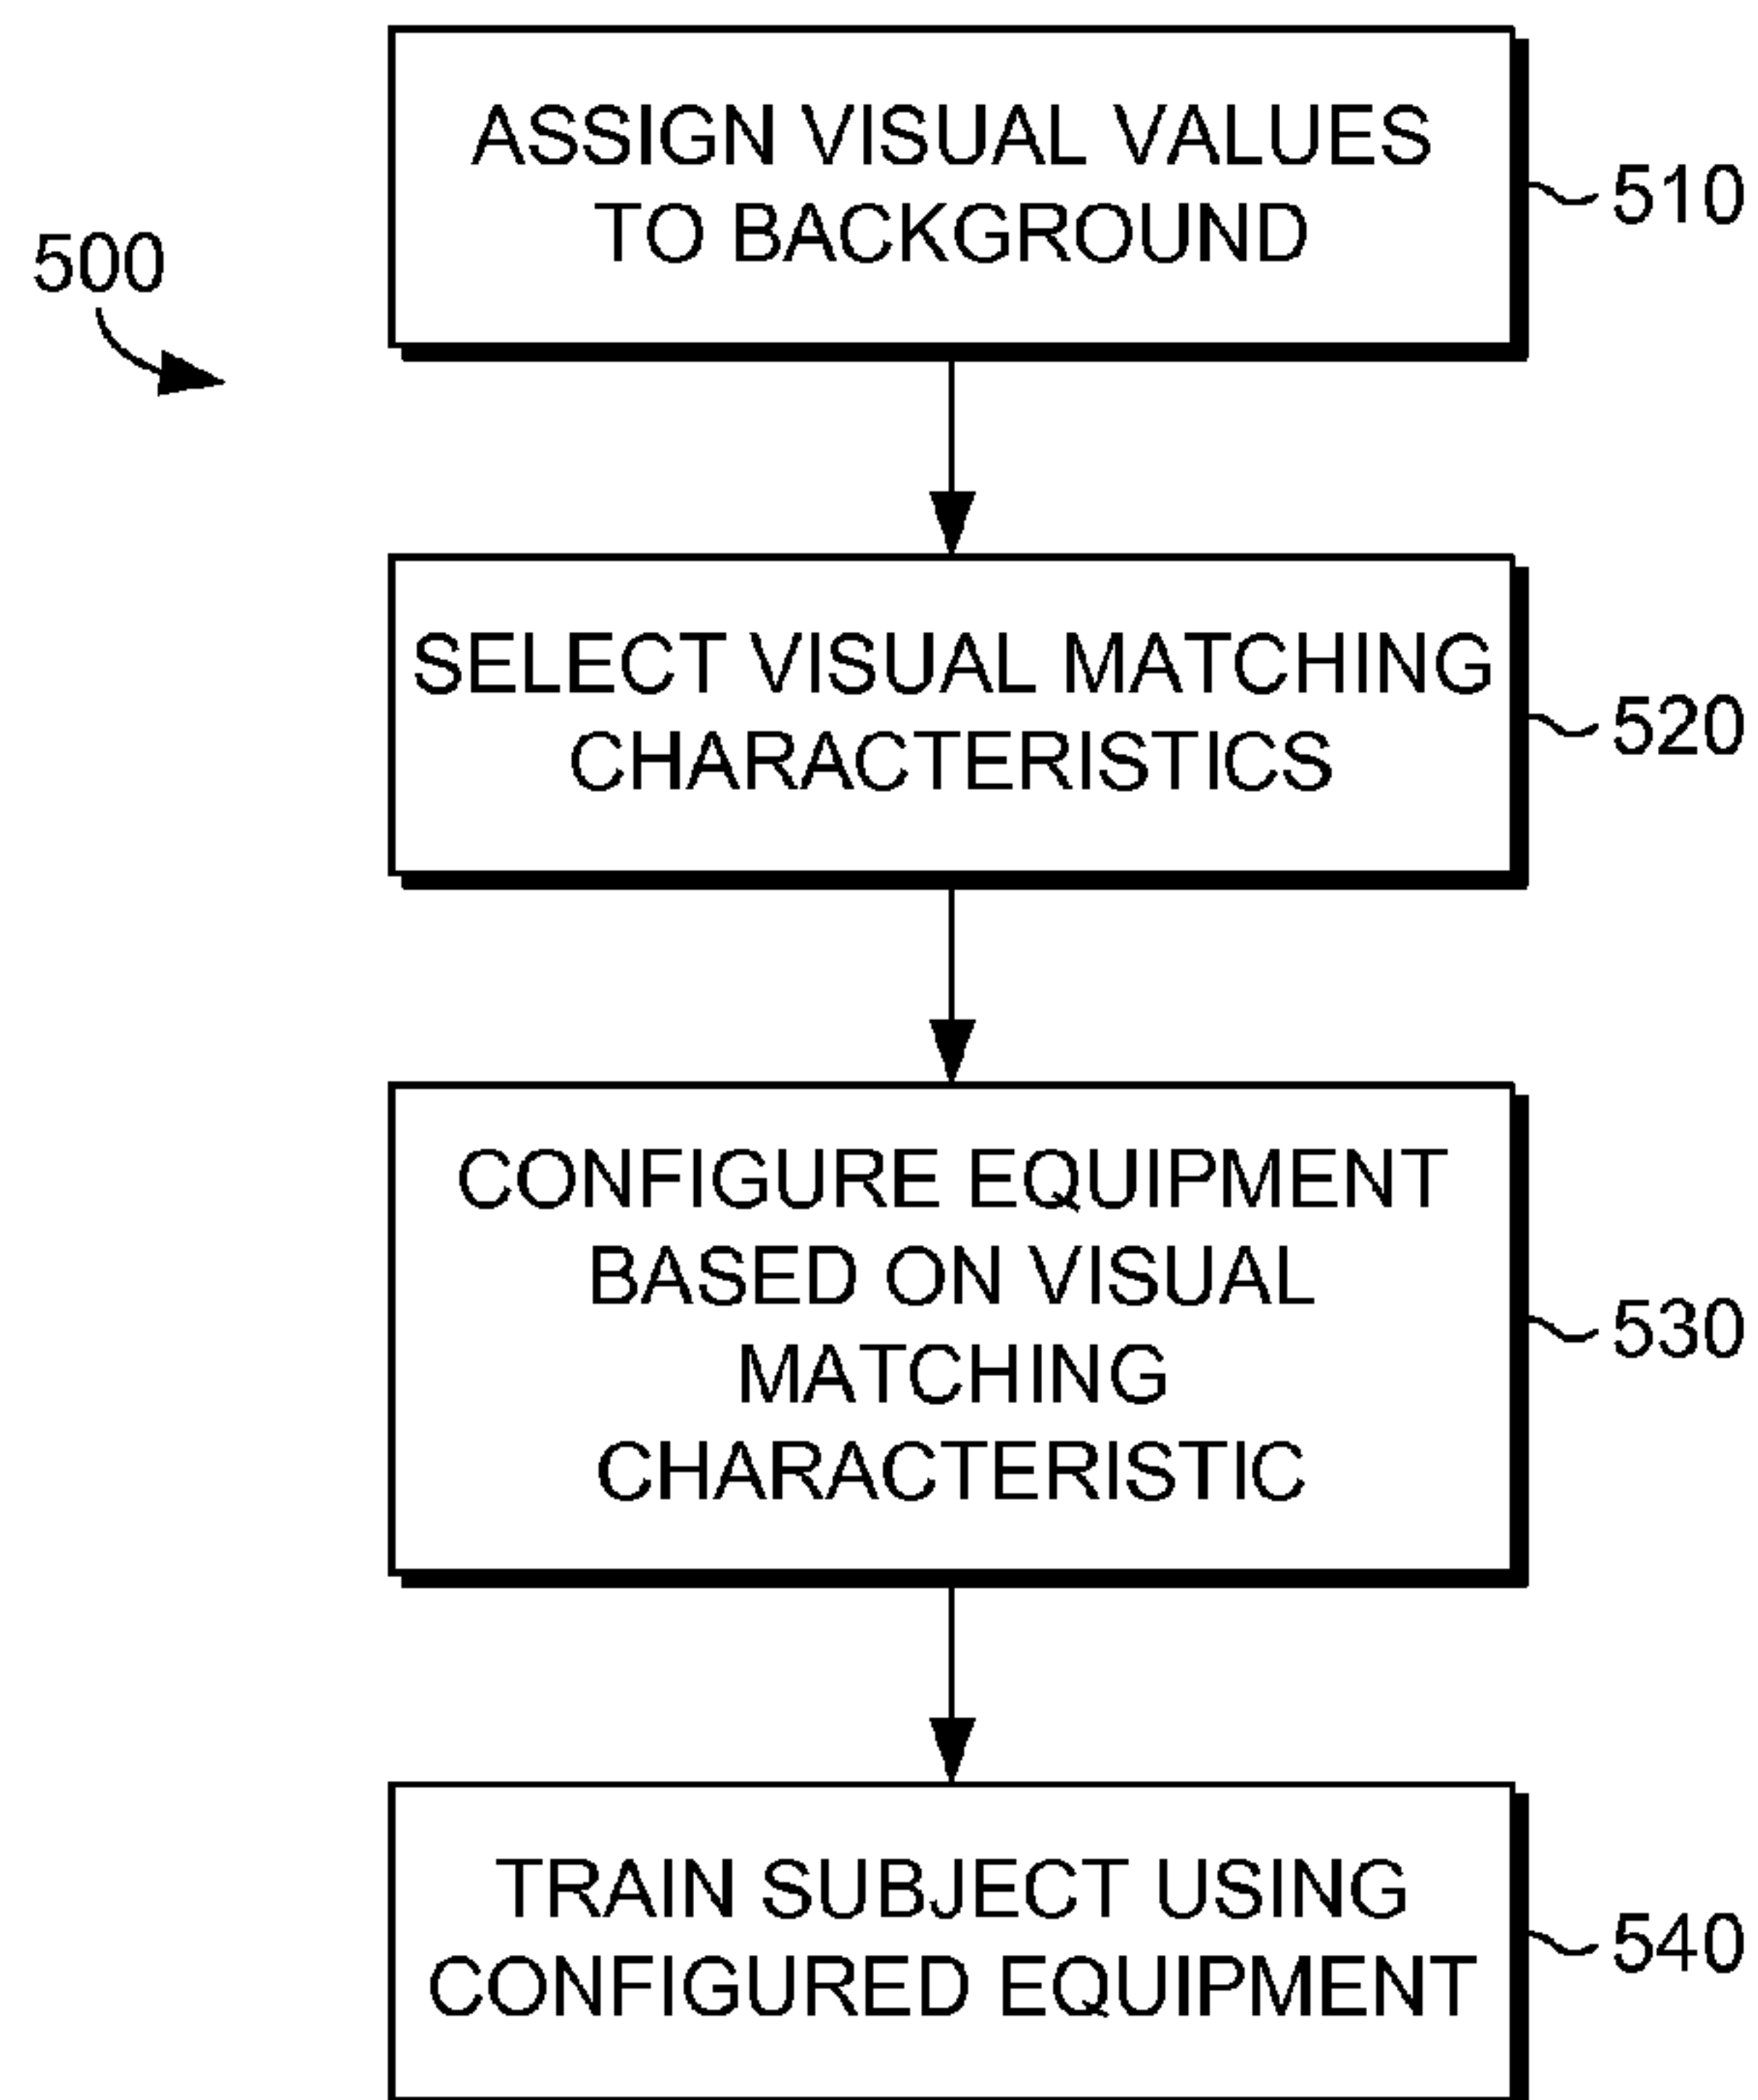 500
ASSIGN VISUAL VALUES
TO BACKGROUND
510
SELECT VISUAL MATCHING
CHARACTERISTICS
520
CONFIGURE EQUIPMENT
BASED ON VISUAL
MATCHING
CHARACTERISTIC
530
TRAIN SUBJECT USING
CONFIGURED EQUIPMENT
540